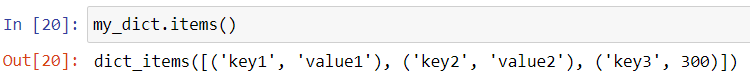 In [20]: my_dict.items()
Out[20]: dict_items([('key1', 'value1'), ('key2', 'value2'), ('key3', 300)])